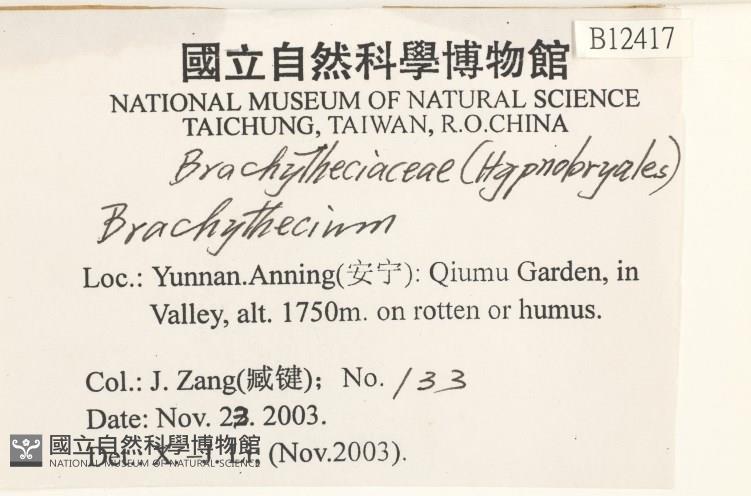 B12417
國立自然科學博物館
NATIONAL MUSEUM OF NATURAL SCIENCE
TAICHUNG, TAIWAN, R.O.CHINA
Brachytheciaceae (Hypnobryales)
Brachythecium
Loc.: Yunnan.Anning(安宁): Qiumu Garden, in
Valley, alt. 1750m. on rotten or humus.
Col.: J. Zang(臧键); No. 133
Date: Nov. 23. 2003.
Det.: X. J. Li (Nov.2003).
國立自然科學博物館
NATIONAL MUSEUM OF NATURAL SCIENCE